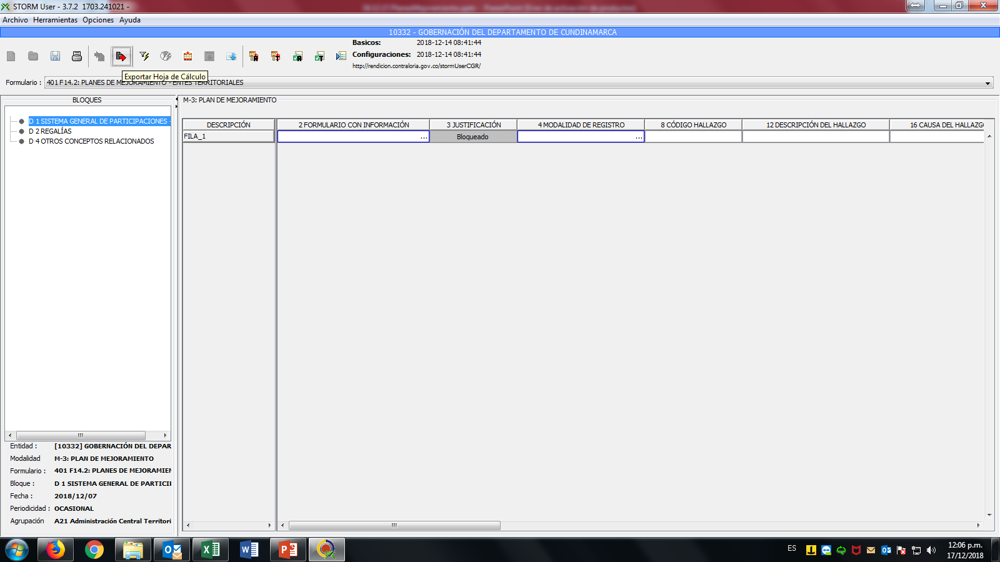 STORM User - 3.7.2  1703.241021 -
Archivo Herramientas Opciones Ayuda
10332 - GOBERNACIÓN DEL DEPARTAMENTO DE CUNDINAMARCA
Basicos: 2018-12-14 08:41:44
Configuraciones: 2018-12-14 08:41:44
http://rendicion.contraloria.gov.co/stormUserCGR/
Exportar Hoja de Cálculo
Formulario : 401 F14.2: PLANES DE MEJORAMIENTO - ENTES TERRITORIALES
BLOQUES
D 1 SISTEMA GENERAL DE PARTICIPACIONES -
D 2 REGALÍAS
D 4 OTROS CONCEPTOS RELACIONADOS
M-3: PLAN DE MEJORAMIENTO
DESCRIPCIÓN 2 FORMULARIO CON INFORMACIÓN 3 JUSTIFICACIÓN 4 MODALIDAD DE REGISTRO 8 CÓDIGO HALLAZGO 12 DESCRIPCIÓN DEL HALLAZGO 16 CAUSA DEL HALLAZGO
FILA_1 ... Bloqueado ...
Entidad : [10332] GOBERNACIÓN DEL DEPAR
Modalidad M-3: PLAN DE MEJORAMIENTO
Formulario : 401 F14.2: PLANES DE MEJORAMIEN
Bloque : D 1 SISTEMA GENERAL DE PARTICI
Fecha : 2018/12/07
Periodicidad : OCASIONAL
Agrupación A21 Administración Central Territori
ES
12:06 p.m.
17/12/2018